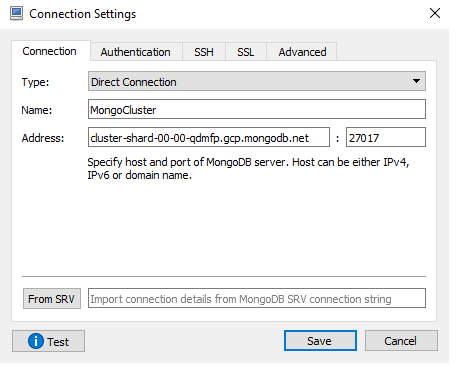 Connection Settings
Connection Authentication SSH SSL Advanced
Type: Direct Connection
Name: MongoCluster
Address: cluster-shard-00-00-qdmfp.gcp.mongodb.net : 27017
Specify host and port of MongoDB server. Host can be either IPv4,
IPv6 or domain name.
From SRV Import connection details from MongoDB SRV connection string
Test Save Cancel